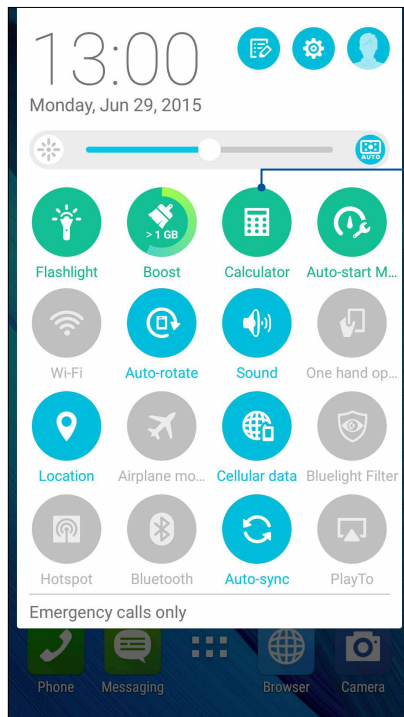 13:00
Monday, Jun 29, 2015
AUTO
> 1 GB
Flashlight Boost Calculator Auto-start M...
Wi-Fi Auto-rotate Sound One hand op...
Location Airplane mo... Cellular data Bluelight Filter
Hotspot Bluetooth Auto-sync PlayTo
Emergency calls only
Phone Messaging Browser Camera